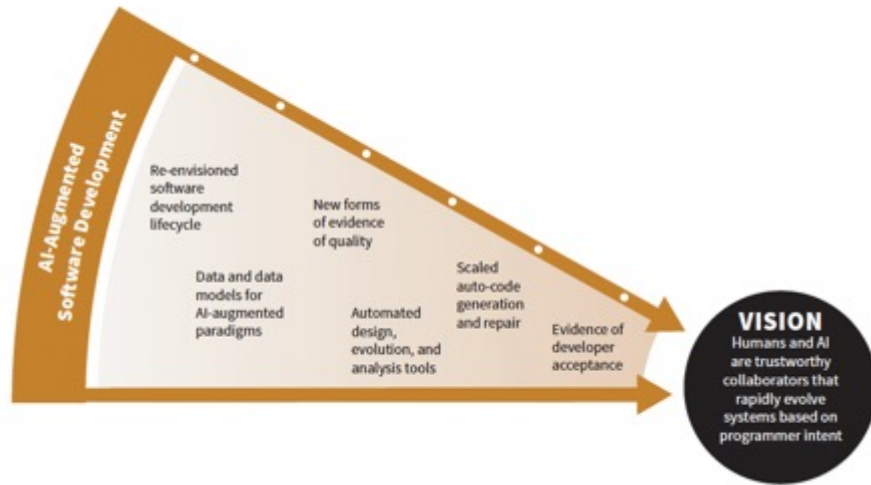 AI-Augmented
Software Development
Re-envisioned
software
development
lifecycle
Data and data
models for
AI-augmented
paradigms
New forms
of evidence
of quality
Automated
design,
evolution, and
analysis tools
Scaled
auto-code
generation
and repair
Evidence of
developer
acceptance
VISION
Humans and AI
are trustworthy
collaborators that
rapidly evolve
systems based on
programmer intent